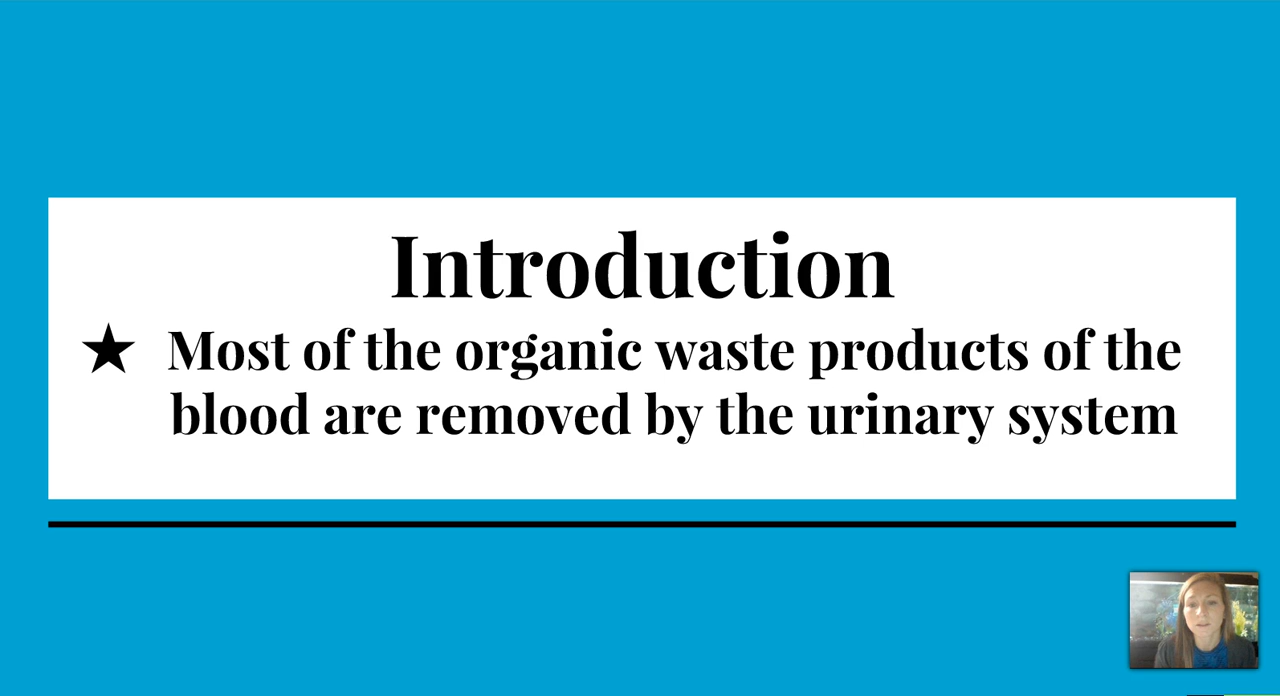 Introduction
★ Most of the organic waste products of the
blood are removed by the urinary system